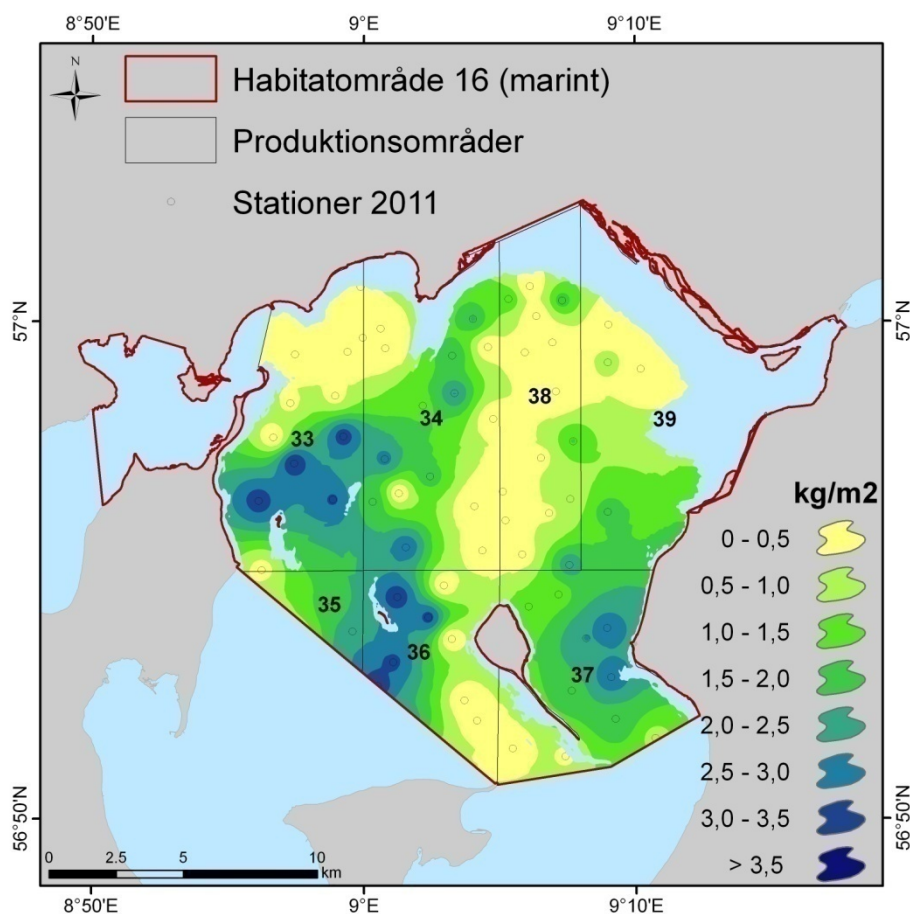 8°50'E 9°E 9°10'E
N
Habitatområde 16 (marint)
Produktionsområder
Stationer 2011
57°N 57°N
38
34 39
33
kg/m2
0 - 0,5
0,5 - 1,0
35
1,0 - 1,5
36
37
1,5 - 2,0
2,0 - 2,5
2,5 - 3,0
56°50'N 56°50'N
3,0 - 3,5
> 3,5
0 2.5 5 10
km
8°50'E 9°E 9°10'E